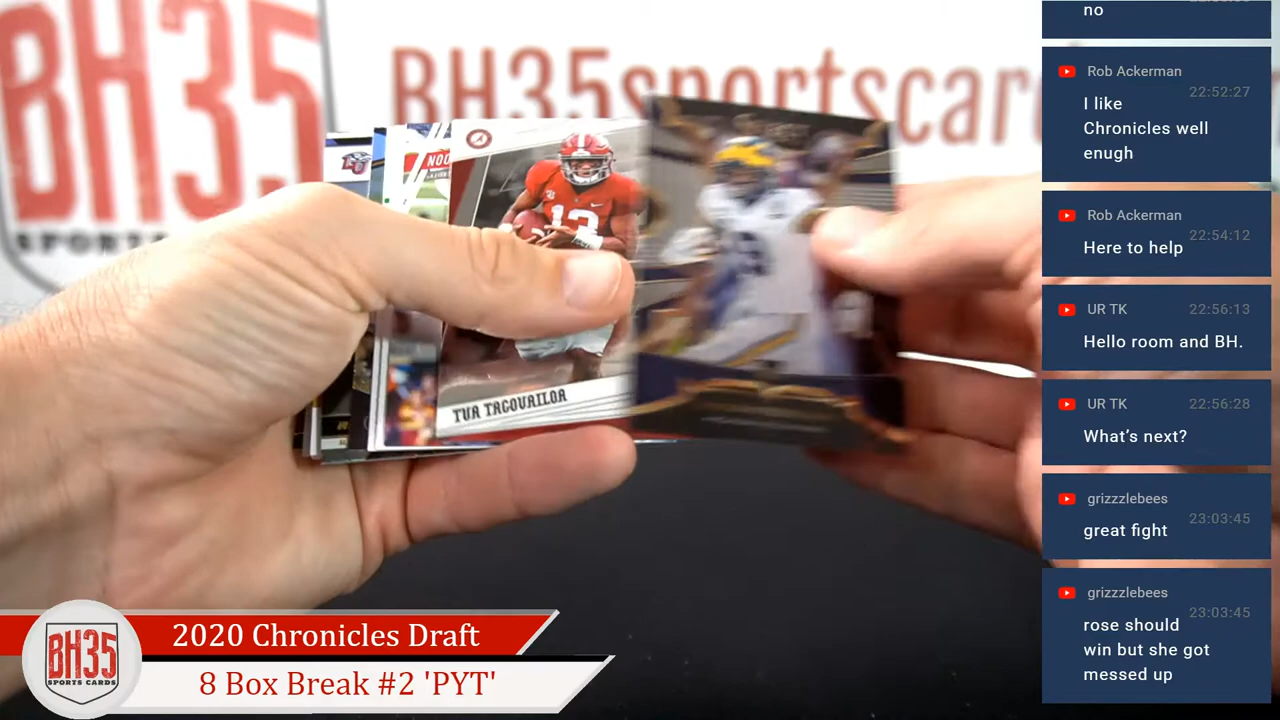 BH35
SPORTS
BH35sportscar
NOO
13
TUA TAGOVAILOA
no
Rob Ackerman
22:52:27
I like
Chronicles well
enugh
Rob Ackerman
22:54:12
Here to help
UR TK
22:56:13
Hello room and BH.
UR TK
22:56:28
What's next?
grizzzlebees
23:03:45
great fight
grizzzlebees
23:03:45
rose should
win but she got
messed up
BH35
SPORTS CARDS
2020 Chronicles Draft
8 Box Break #2 'PYT'